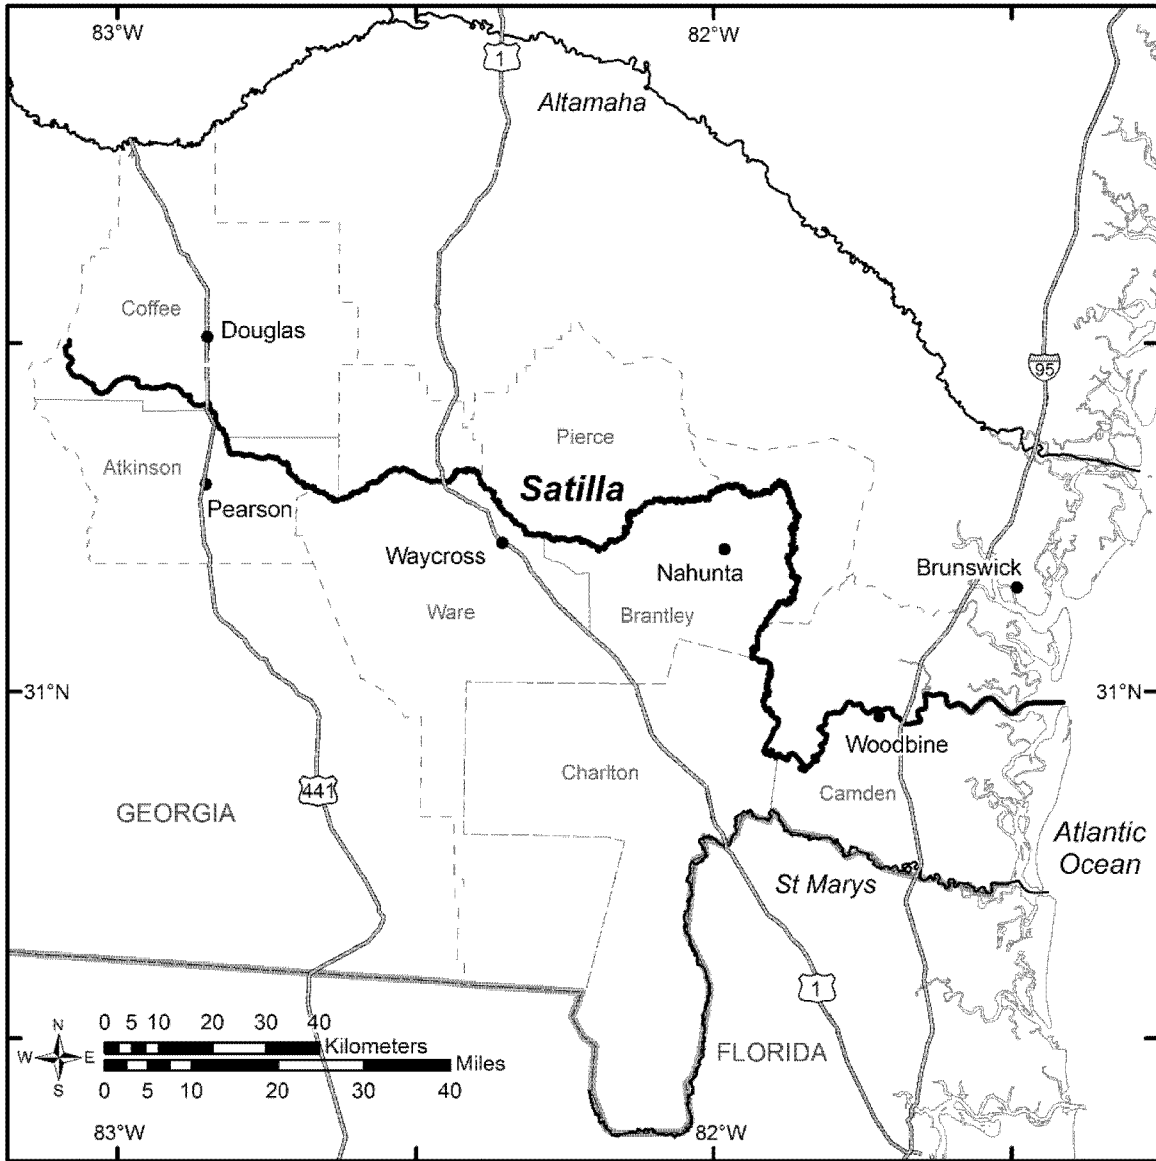 83°W
82°W
1
Altamaha
Coffee
Douglas
95
Pierce
Atkinson
Satilla
Pearson
Waycross
Nahunta
Brunswick
Ware
Brantley
31°N
31°N
Woodbine
Charlton
441
Camden
GEORGIA
Atlantic
Ocean
St Marys
1
N
W E
S
0 5 10 20 30 40
Kilometers
Miles
0 5 10 20 30 40
FLORIDA
83°W
82°W